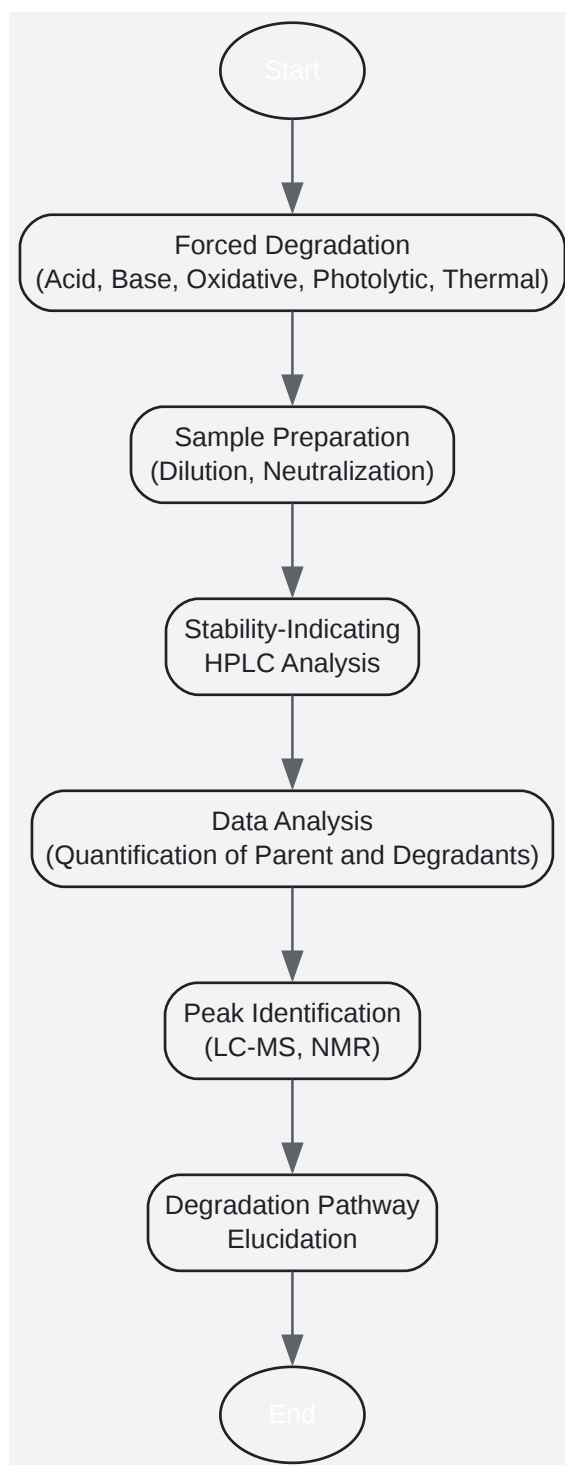 Start
Forced Degradation
(Acid, Base, Oxidative, Photolytic, Thermal)
Sample Preparation
(Dilution, Neutralization)
Stability-Indicating
HPLC Analysis
Data Analysis
(Quantification of Parent and Degradants)
Peak Identification
(LC-MS, NMR)
Degradation Pathway
Elucidation
End